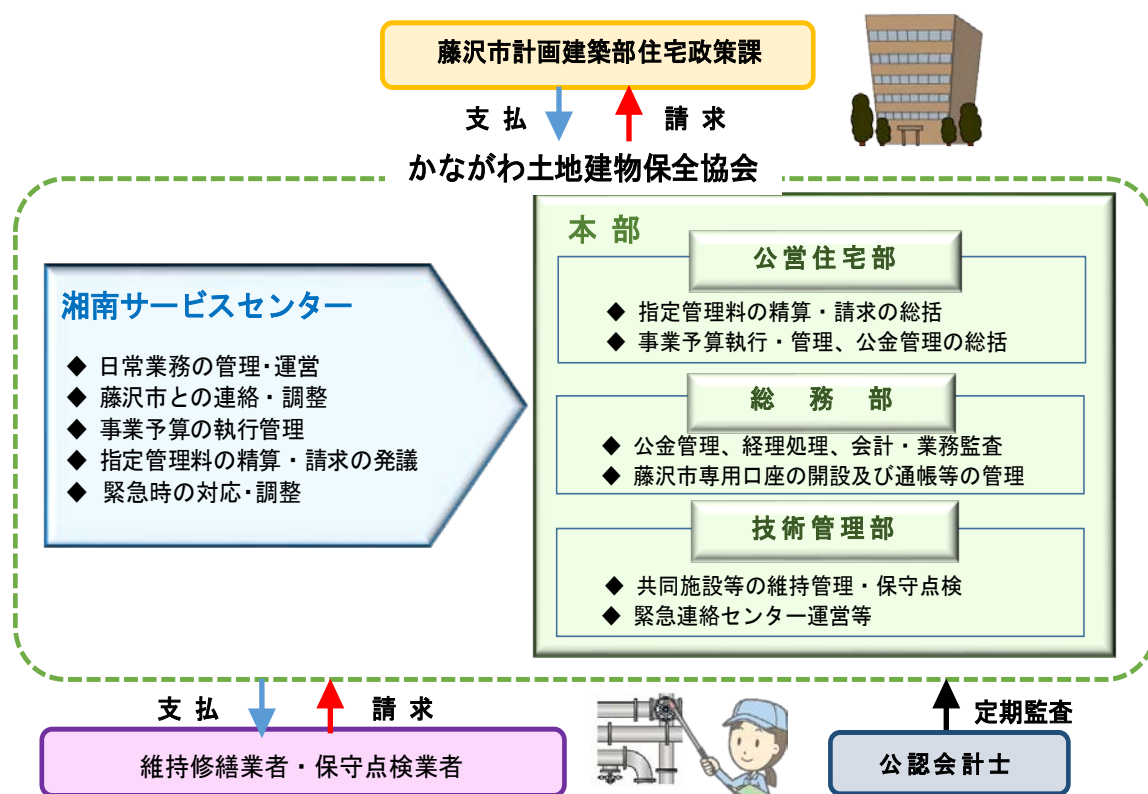 藤沢市計画建築部住宅政策課
支払
請求
かながわ土地建物保全協会
湘南サービスセンター
◆ 日常業務の管理・運営
◆ 藤沢市との連絡・調整
◆ 事業予算の執行管理
◆ 指定管理料の精算・請求の発議
◆ 緊急時の対応・調整
本部
公営住宅部
◆ 指定管理料の精算・請求の総括
◆ 事業予算執行・管理、公金管理の総括
総務部
◆ 公金管理、経理処理、会計・業務監査
◆ 藤沢市専用口座の開設及び通帳等の管理
技術管理部
◆ 共同施設等の維持管理・保守点検
◆ 緊急連絡センター運営等
支払
請求
維持修繕業者・保守点検業者
定期監査
公認会計士